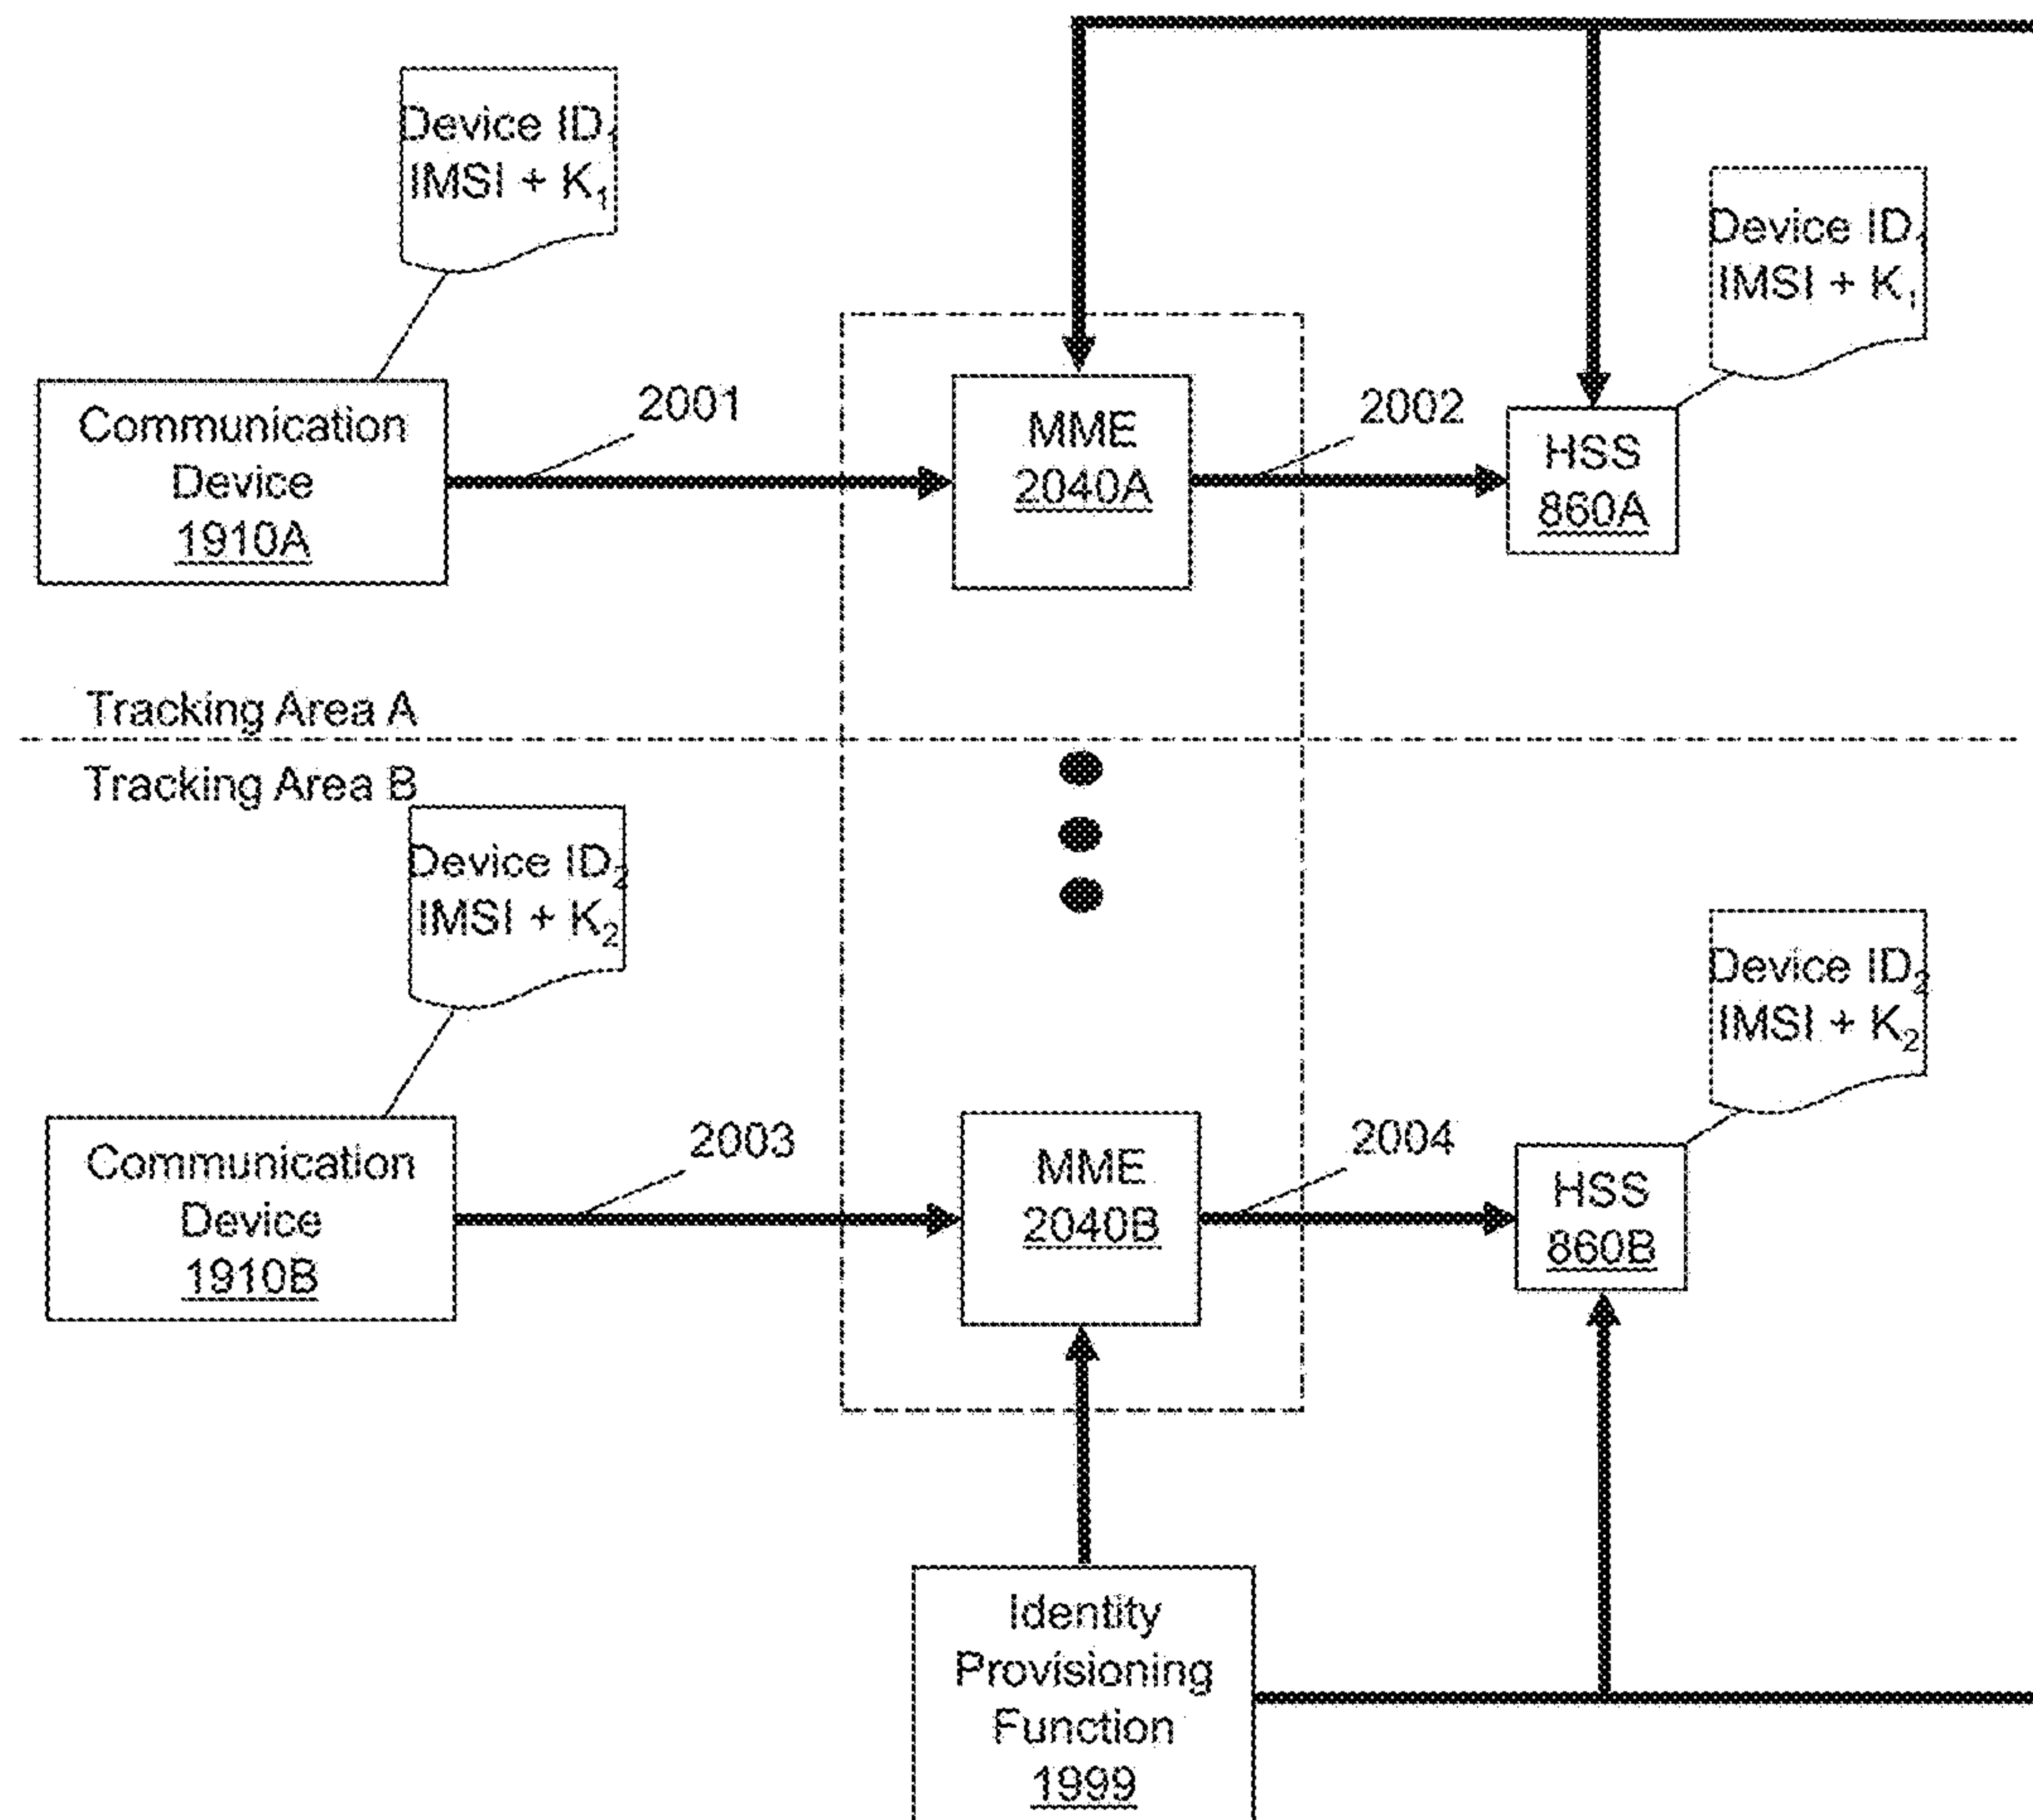 Device ID1
IMSI + K1
Device ID1
IMSI + K1
Communication
Device
1910A
2001
MME
2040A
2002
HSS
860A
Tracking Area A
Tracking Area B
Device ID2
IMSI + K2
Device ID2
IMSI + K2
Communication
Device
1910B
2003
MME
2040B
2004
HSS
860B
Identity
Provisioning
Function
1999